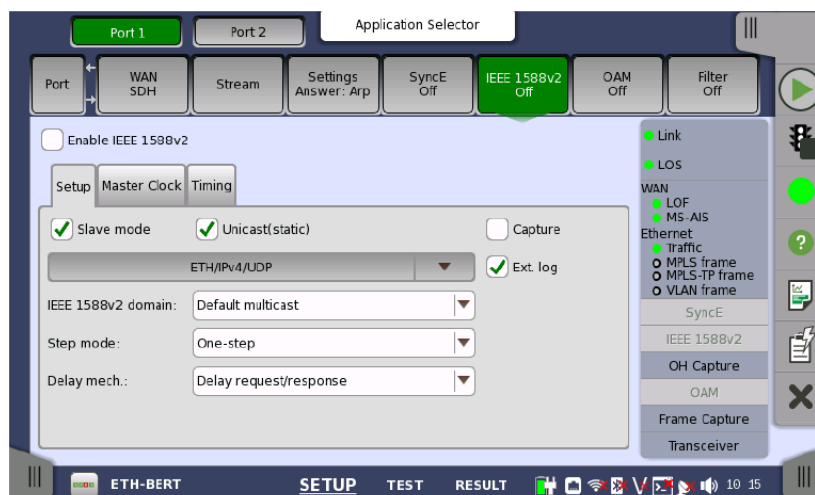 Port 1
Port 2
Application Selector
Port
WAN
SDH
Stream
Settings
Answer: Arp
SyncE
Off
IEEE 1588v2
Off
OAM
Off
Filter
Off
Enable IEEE 1588v2
Setup
Master Clock
Timing
Slave mode
Unicast(static)
Capture
ETH/IPv4/UDP
Ext. log
IEEE 1588v2 domain:
Default multicast
Step mode:
One-step
Delay mech.:
Delay request/response
Link
LOS
WAN
LOF
MS-AIS
Ethernet
Traffic
MPLS frame
MPLS-TP frame
VLAN frame
SyncE
IEEE 1588v2
OH Capture
OAM
Frame Capture
Transceiver
ETH-BERT
SETUP
TEST
RESULT
10 15